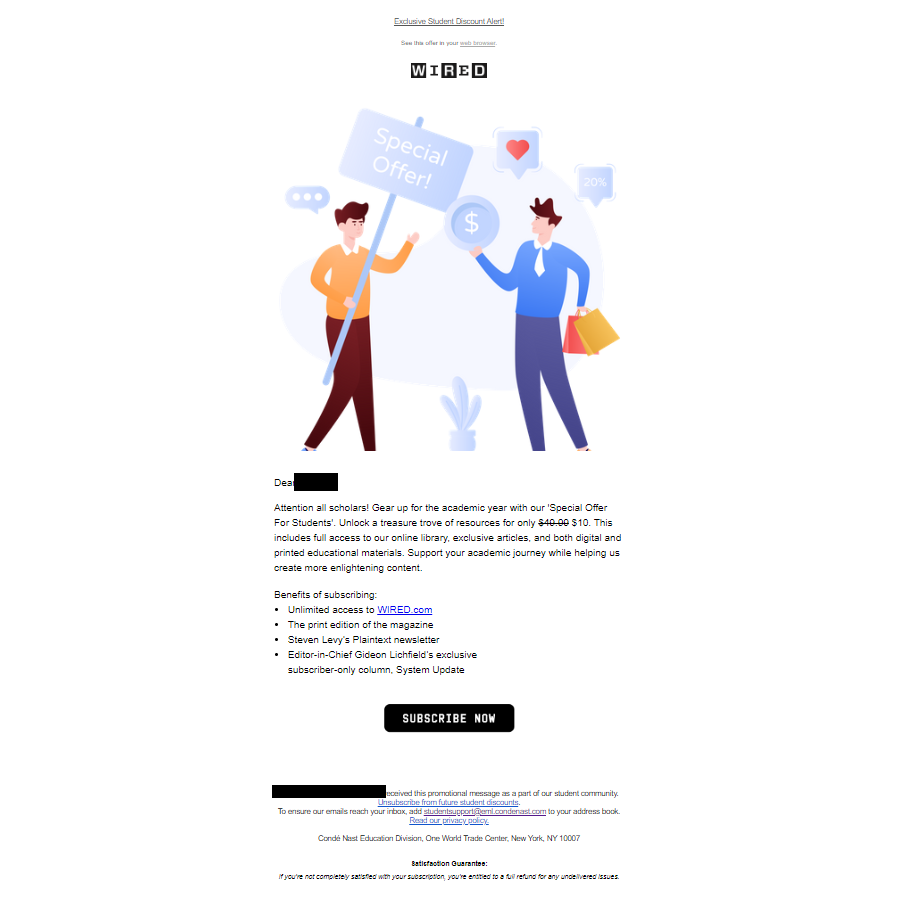 Exclusive Student Discount Alert!
See this offer in your web browser.
WIRED
Special
Offer!
20%
$
Dear
Attention all scholars! Gear up for the academic year with our 'Special Offer
For Students'. Unlock a treasure trove of resources for only $49.99 $10. This
includes full access to our online library, exclusive articles, and both digital and
printed educational materials. Support your academic journey while helping us
create more enlightening content.
Benefits of subscribing:
• Unlimited access to WIRED.com
• The print edition of the magazine
• Steven Levy's Plaintext newsletter
• Editor-in-Chief Gideon Lichfield's exclusive
subscriber-only column, System Update
SUBSCRIBE NOW
received this promotional message as a part of our student community.
Unsubscribe from future student discounts.
To ensure our emails reach your inbox, add studentsupport@eml.condenast.com to your address book.
Read our privacy policy.
Condé Nast Education Division, One World Trade Center, New York, NY 10007
Satisfaction Guarantee:
If you're not completely satisfied with your subscription, you're entitled to a full refund for any undelivered issues.